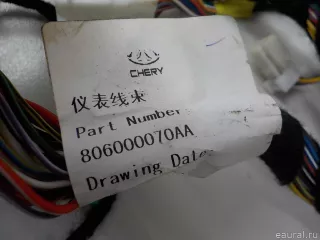 CHERY
仪表线束
Part Number
806000070AA
Drawing Date
eaural.ru